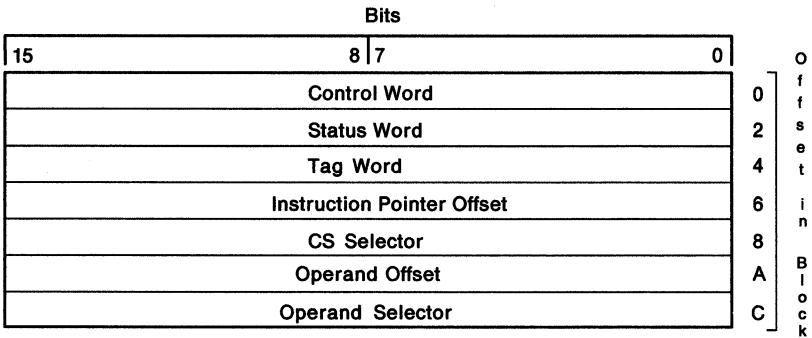 Bits
15 8 7 0
Control Word 0
Status Word 2
Tag Word 4
Instruction Pointer Offset 6
CS Selector 8
Operand Offset A
Operand Selector C
Offset in Block